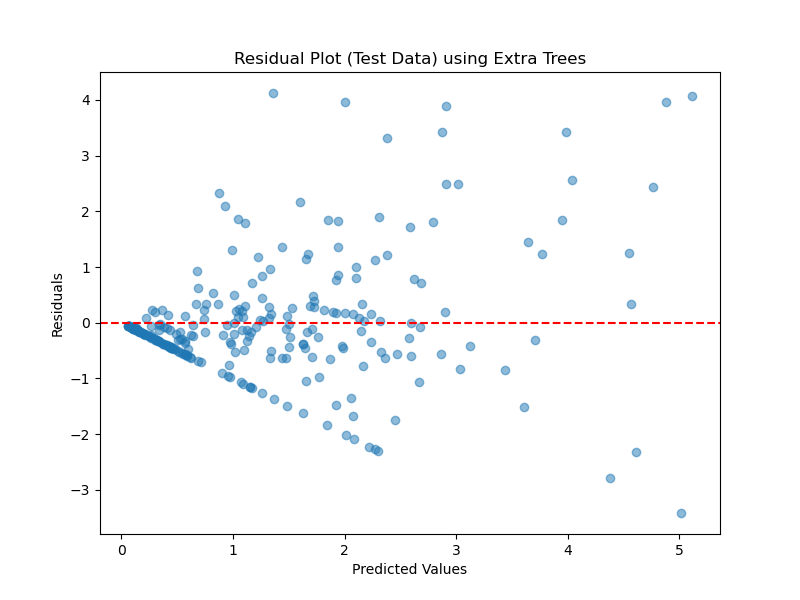 Residual Plot (Test Data) using Extra Trees
4
3
2
1
0
−1
−2
−3
Residuals
0 1 2 3 4 5
Predicted Values